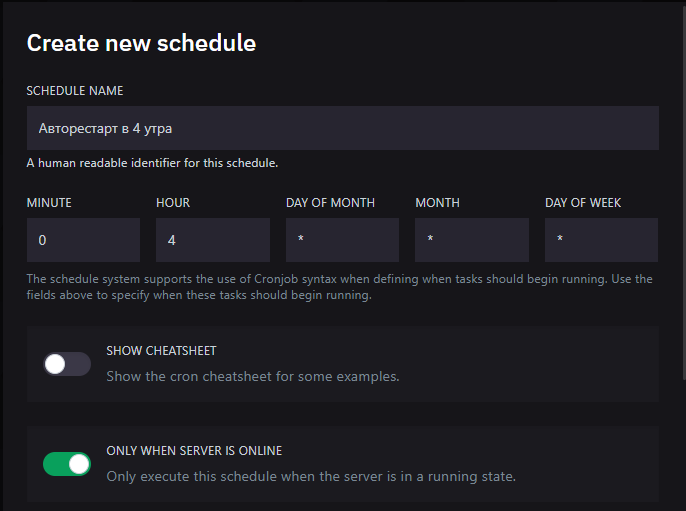 Create new schedule
SCHEDULE NAME
Авторестарт в 4 утра
A human readable identifier for this schedule.
MINUTE HOUR DAY OF MONTH MONTH DAY OF WEEK
0 4 * * *
The schedule system supports the use of Cronjob syntax when defining when tasks should begin running. Use the
fields above to specify when these tasks should begin running.
SHOW CHEATSHEET
Show the cron cheatsheet for some examples.
ONLY WHEN SERVER IS ONLINE
Only execute this schedule when the server is in a running state.